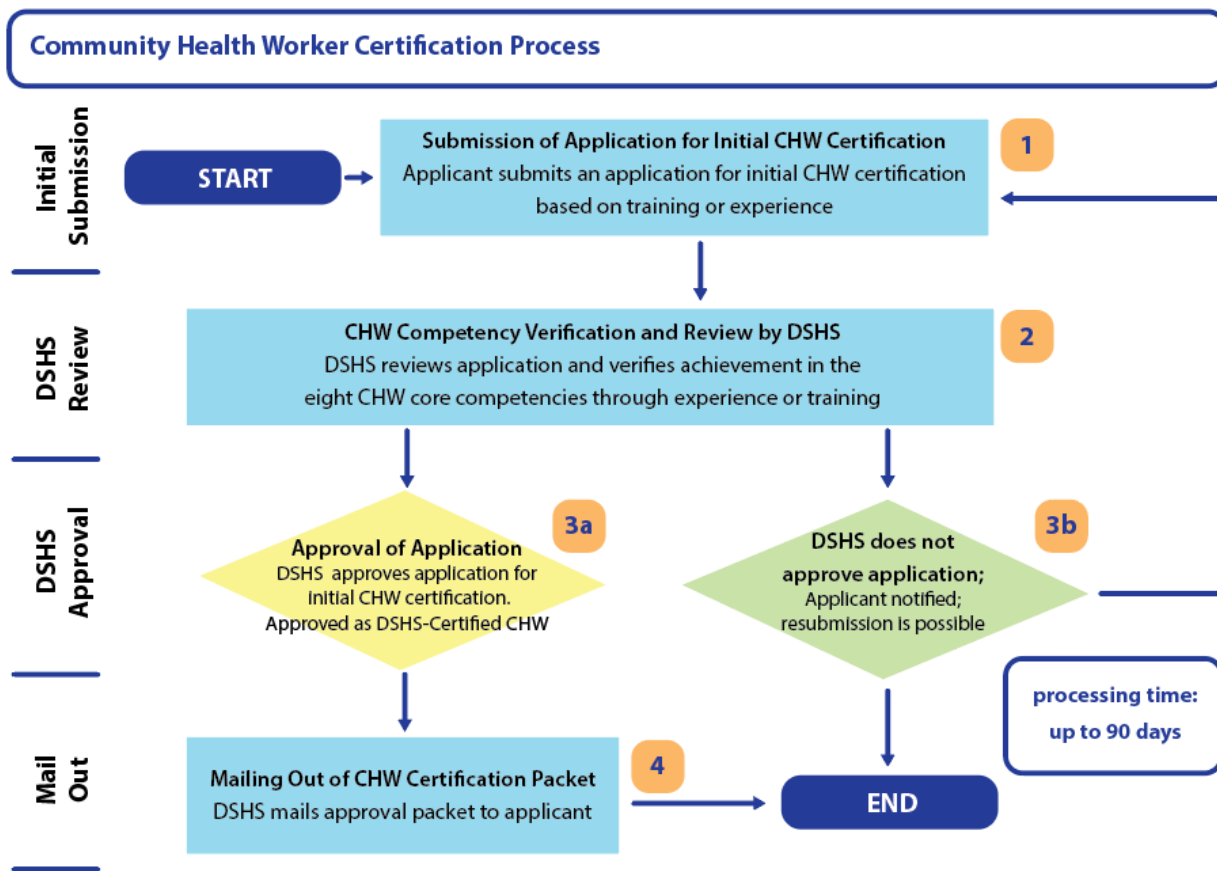 Community Health Worker Certification Process
Initial
Submission
START
Submission of Application for Initial CHW Certification
Applicant submits an application for initial CHW certification
based on training or experience
1
DSHS
Review
CHW Competency Verification and Review by DSHS
DSHS reviews application and verifies achievement in the
eight CHW core competencies through experience or training
2
DSHS
Approval
Approval of Application
DSHS approves application for
initial CHW certification.
Approved as DSHS-Certified CHW
3a
DSHS does not
approve application;
Applicant notified;
resubmission is possible
3b
processing time:
up to 90 days
Mail
Out
Mailing Out of CHW Certification Packet
DSHS mails approval packet to applicant
4
END